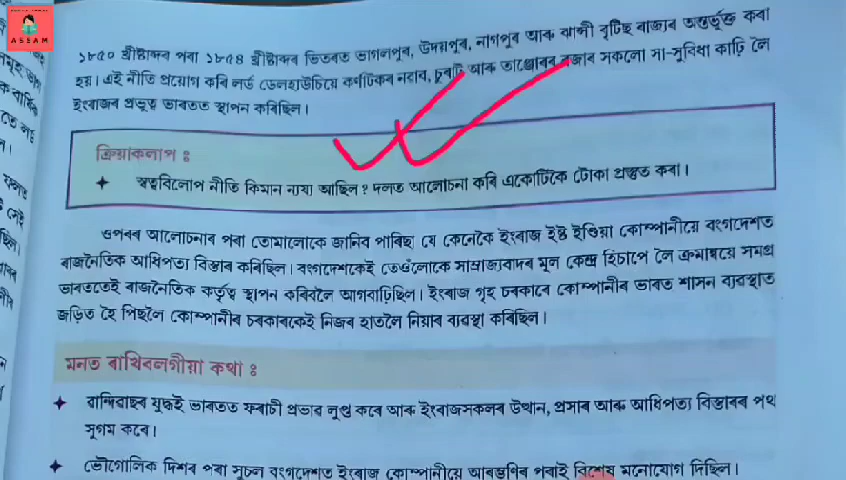 ASSAM
১৮৫০ খ্ৰীষ্টাব্দৰ পৰা ১৮৫৪ খ্ৰীষ্টাব্দৰ ভিতৰত ভাগলপুৰ, উদয়পুৰ, নাগপুৰ আৰু ঝান্সী বৃটিছ ৰাজ্যৰ অন্তৰ্ভুক্ত কৰা
হয়। এই নীতি প্ৰয়োগ কৰি লৰ্ড ডেলহাউচিয়ে কৰ্ণাটকৰ নবাব, চুৰাট আৰু তাঞ্জোৰৰ ৰজাৰ সকলো সা-সুবিধা কাঢ়ি লৈ
ইংৰাজৰ প্ৰভুত্ব ভাৰতত স্থাপন কৰিছিল।
ক্ৰিয়াকলাপ :
✦ স্বত্ববিলোপ নীতি কিমান ন্যায্য আছিল? দলত আলোচনা কৰি একোটিকৈ টোকা প্ৰস্তুত কৰা।
ওপৰৰ আলোচনাৰ পৰা তোমালোকে জানিব পাৰিছা যে কেনেকৈ ইংৰাজ ইষ্ট ইণ্ডিয়া কোম্পানীয়ে বংগদেশত
ৰাজনৈতিক আধিপত্য বিস্তাৰ কৰিছিল। বংগদেশকেই তেওঁলোকে সাম্ৰাজ্যবাদৰ মূল কেন্দ্ৰ হিচাপে লৈ ক্ৰমান্বয়ে সমগ্ৰ
ভাৰততেই ৰাজনৈতিক কৰ্তৃত্ব স্থাপন কৰিবলৈ আগবাঢ়িছিল। ইংৰাজ গৃহ চৰকাৰে কোম্পানীৰ ভাৰত শাসন ব্যৱস্থাত
জড়িত হৈ পিছলৈ কোম্পানীৰ চৰকাৰকেই নিজৰ হাতলৈ নিয়াৰ ব্যৱস্থা কৰিছিল।
মনত ৰাখিবলগীয়া কথা :
✦ ৱান্দিৱাছৰ যুদ্ধই ভাৰতত ফৰাচী প্ৰভাৱ লুপ্ত কৰে আৰু ইংৰাজসকলৰ উত্থান, প্ৰসাৰ আৰু আধিপত্য বিস্তাৰৰ পথ
সুগম কৰে।
✦ ভৌগোলিক দিশৰ পৰা সুচল বংগদেশত ইংৰাজ কোম্পানীয়ে আৰম্ভণিৰ পৰাই বিশেষ মনোযোগ দিছিল।